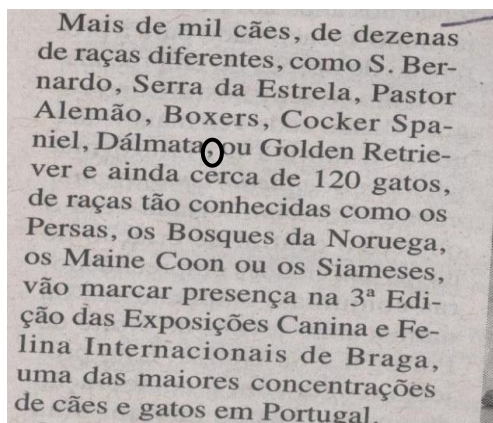 Mais de mil cães, de dezenas
de raças diferentes, como S. Ber-
nardo, Serra da Estrela, Pastor
Alemão, Boxers, Cocker Spa-
niel, Dálmata, ou Golden Retrie-
ver e ainda cerca de 120 gatos,
de raças tão conhecidas como os
Persas, os Bosques da Noruega,
os Maine Coon ou os Siameses,
vão marcar presença na 3ª Edi-
ção das Exposições Canina e Fe-
lina Internacionais de Braga,
uma das maiores concentrações
de cães e gatos em Portugal.